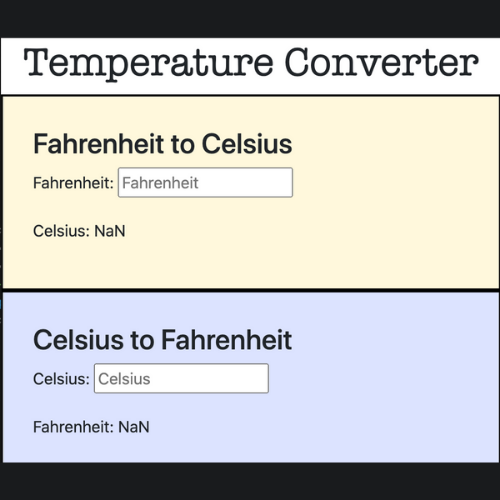 Temperature Converter
Fahrenheit to Celsius
Fahrenheit: Fahrenheit
Celsius: NaN
Celsius to Fahrenheit
Celsius: Celsius
Fahrenheit: NaN